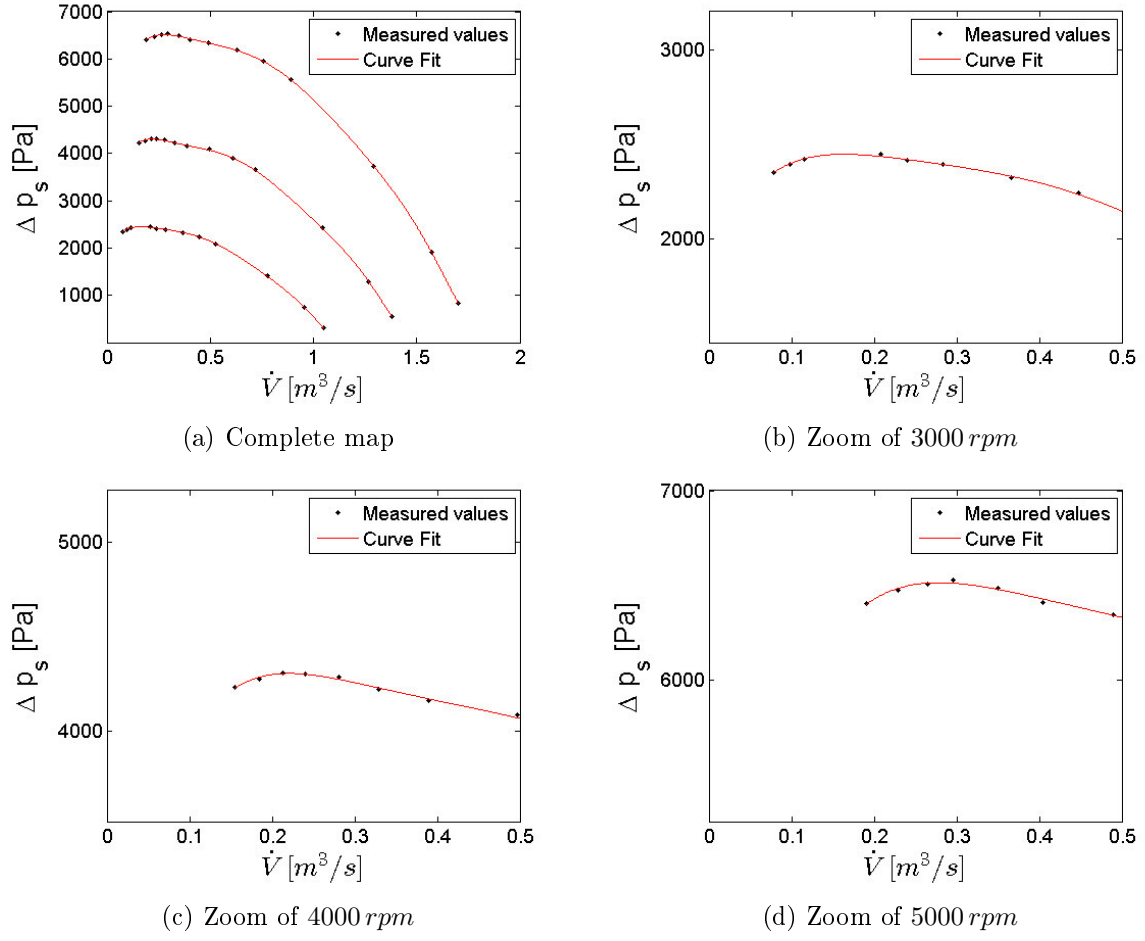 7000
6000
5000
4000
3000
2000
1000
0 0.5 1 1.5 2
Δ p_s [Pa]
V̇ [m³/s]
Measured values
Curve Fit
(a) Complete map
3000
2000
0 0.1 0.2 0.3 0.4 0.5
Δ p_s [Pa]
V̇ [m³/s]
Measured values
Curve Fit
(b) Zoom of 3000 rpm
5000
4000
0 0.1 0.2 0.3 0.4 0.5
Δ p_s [Pa]
V̇ [m³/s]
Measured values
Curve Fit
(c) Zoom of 4000 rpm
7000
6000
0 0.1 0.2 0.3 0.4 0.5
Δ p_s [Pa]
V̇ [m³/s]
Measured values
Curve Fit
(d) Zoom of 5000 rpm